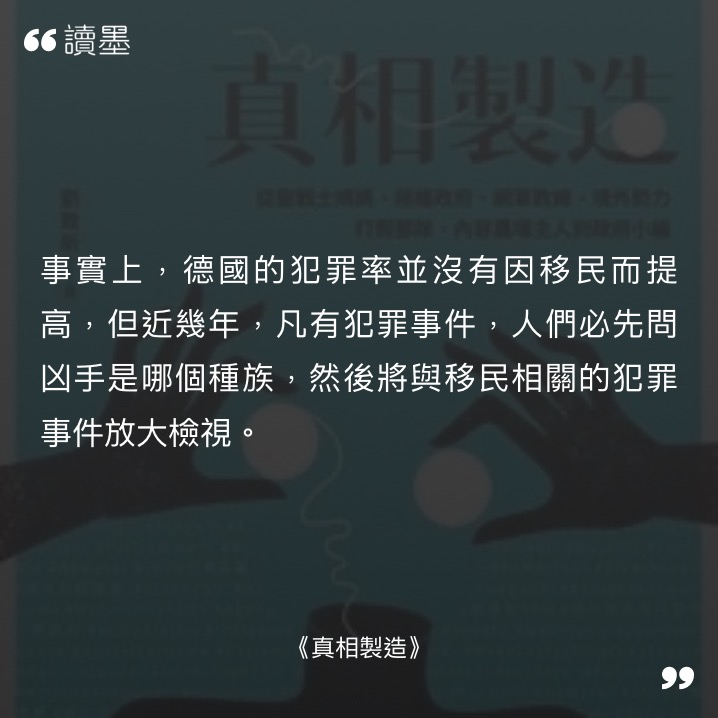 讀墨
真相製造
事實上，德國的犯罪率並沒有因移民而提
高，但近幾年，凡有犯罪事件，人們必先問
凶手是哪個種族，然後將與移民相關的犯罪
事件放大檢視。
《真相製造》